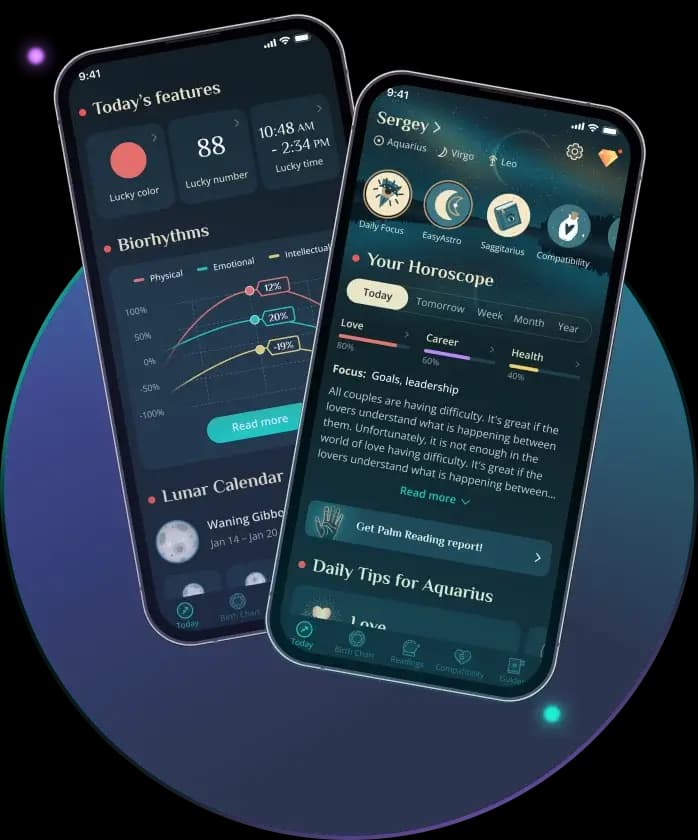 9:41
Today's features
Lucky color
88
Lucky number
10:48 AM
- 2:34 PM
Lucky time
Biorhythms
Physical
Emotional
Intellectual
100%
50%
0%
-50%
-100%
12%
20%
-19%
Read more
Lunar Calendar
Waning Gibbo
Jan 14 – Jan 20
Today
Birth Chart
9:41
Sergey
Aquarius
Virgo
Leo
Daily Focus
EasyAstro
Saggitarius
Compatibility
Your Horoscope
Today
Tomorrow
Week
Month
Year
Love
80%
Career
60%
Health
40%
Focus: Goals, leadership
All couples are having difficulty. It's great if the
lovers understand what is happening between
them. Unfortunately, it is not enough in the
world of love having difficulty. It's great if the
lovers understand what is happening between...
Read more
Get Palm Reading report!
Daily Tips for Aquarius
Love
Today
Birth Chart
Readings
Compatibility
Guides